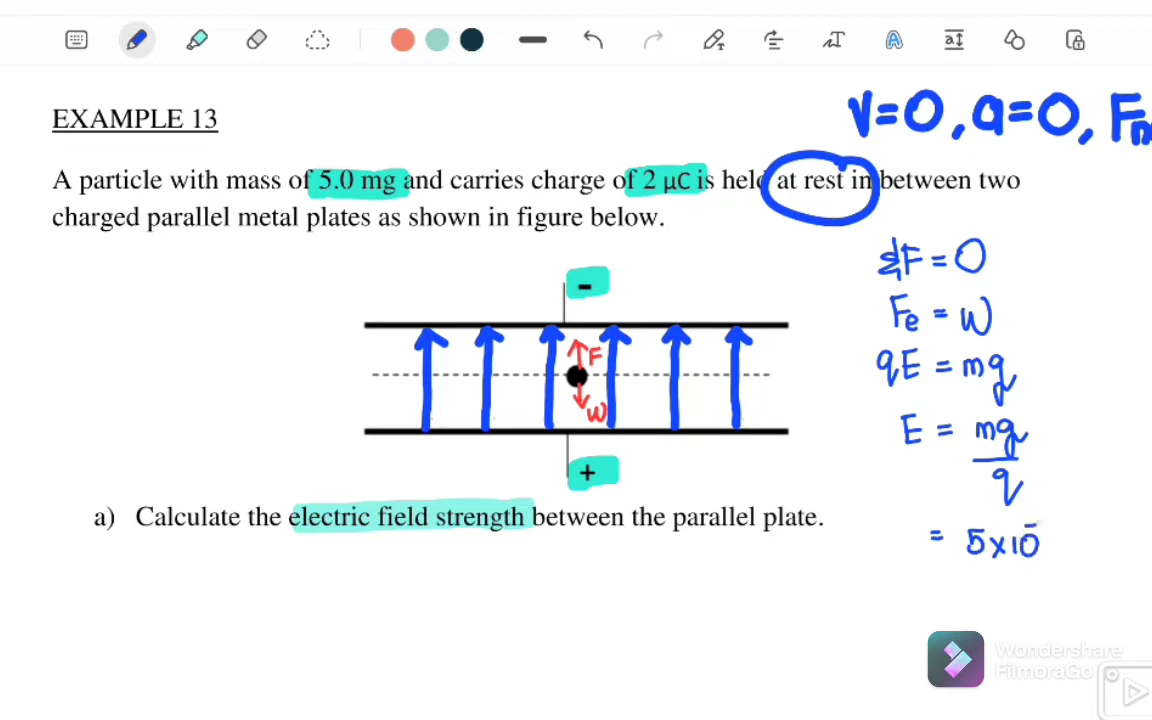 EXAMPLE 13
V=0, a=0, Fn
A particle with mass of 5.0 mg and carries charge of 2 μC is held at rest in between two
charged parallel metal plates as shown in figure below.
-
F
W
+
ΣF = 0
Fe = W
qE = mg
E = mg
q
= 5x10⁻
a) Calculate the electric field strength between the parallel plate.
Wondershare
FilmoraGo